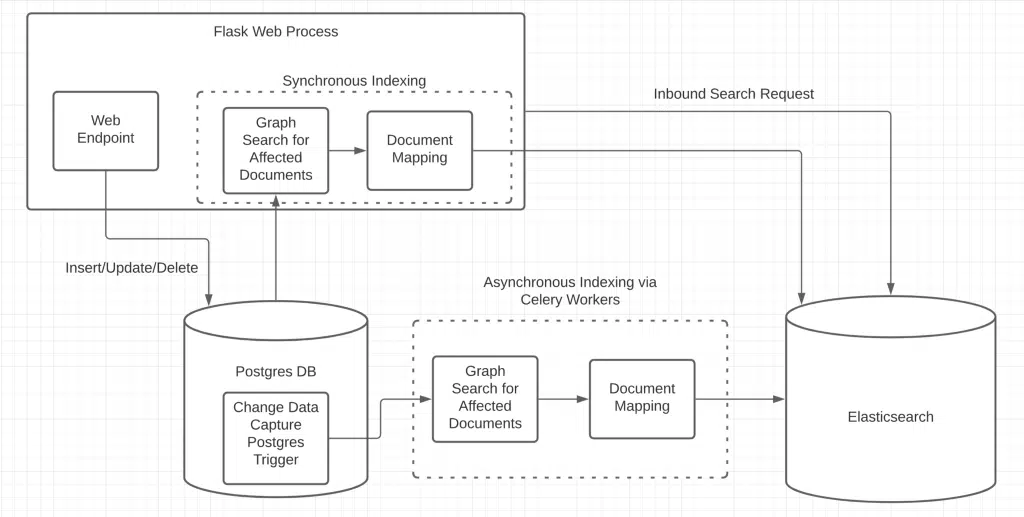 Flask Web Process
Synchronous Indexing
Web
Endpoint
Graph
Search for
Affected
Documents
Document
Mapping
Inbound Search Request
Insert/Update/Delete
Asynchronous Indexing via
Celery Workers
Postgres DB
Change Data
Capture
Postgres
Trigger
Graph
Search for
Affected
Documents
Document
Mapping
Elasticsearch